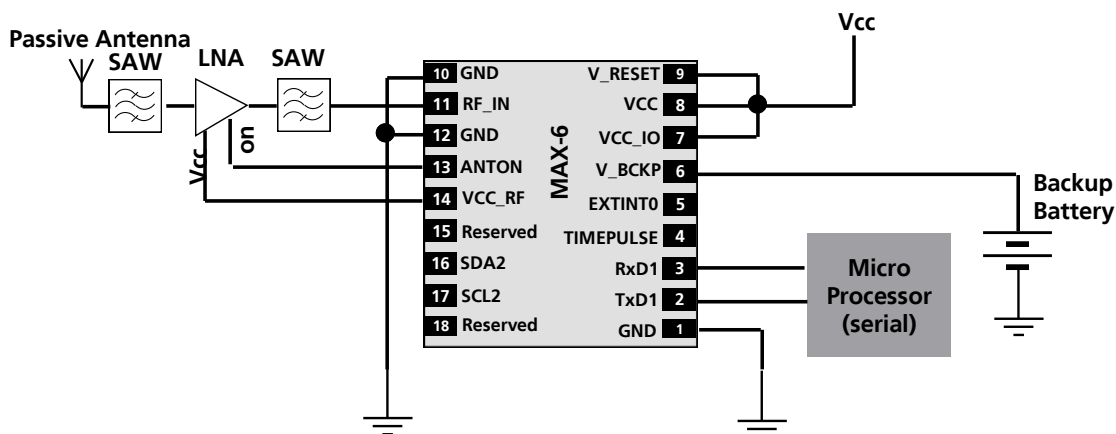 Vcc
Passive Antenna
SAW
LNA
SAW
Vcc
on
10 GND
11 RF_IN
12 GND
13 ANTON
14 VCC_RF
15 Reserved
16 SDA2
17 SCL2
18 Reserved
MAX-6
V_RESET 9
VCC 8
VCC_IO 7
V_BCKP 6
EXTINT0 5
TIMEPULSE 4
RxD1 3
TxD1 2
GND 1
Backup
Battery
Micro
Processor
(serial)